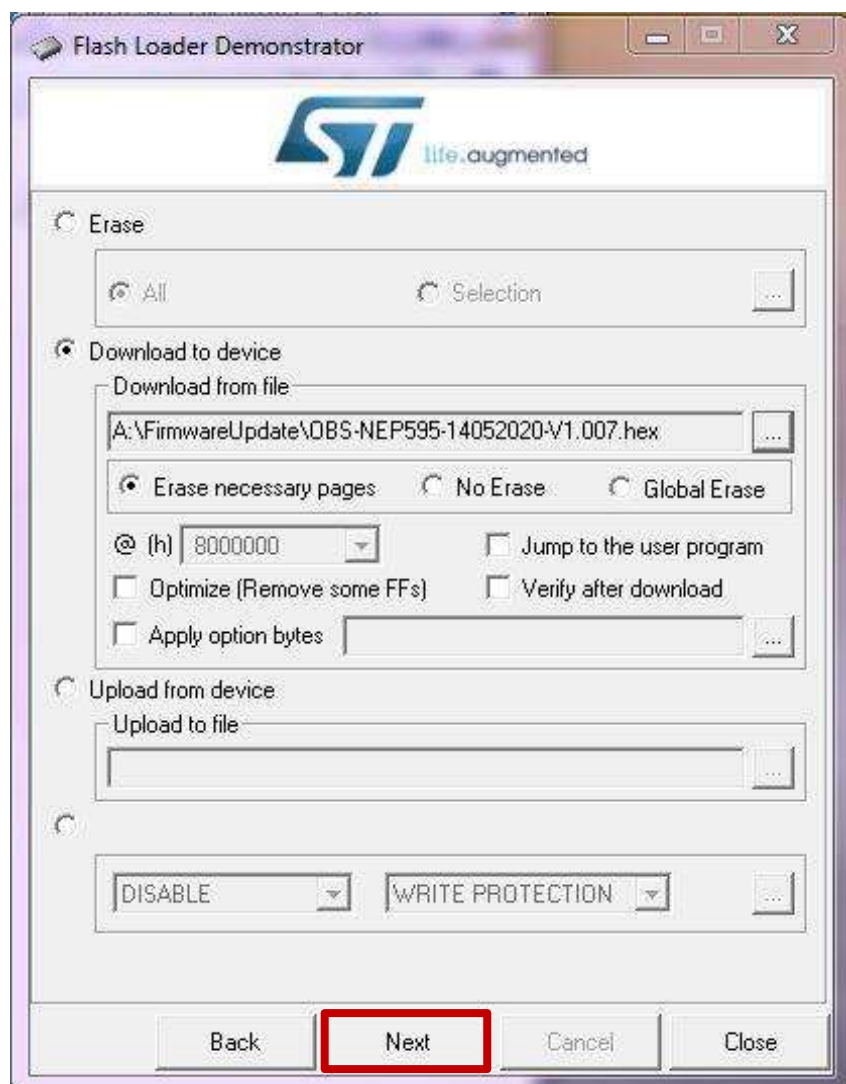 Flash Loader Demonstrator
ST life.augmented
Erase
All Selection ...
Download to device
Download from file
A:\FirmwareUpdate\OBS-NEP595-14052020-V1.007.hex ...
Erase necessary pages No Erase Global Erase
@ (h) 8000000 Jump to the user program
Optimize (Remove some FFs) Verify after download
Apply option bytes ...
Upload from device
Upload to file
...
DISABLE WRITE PROTECTION ...
Back Next Cancel Close